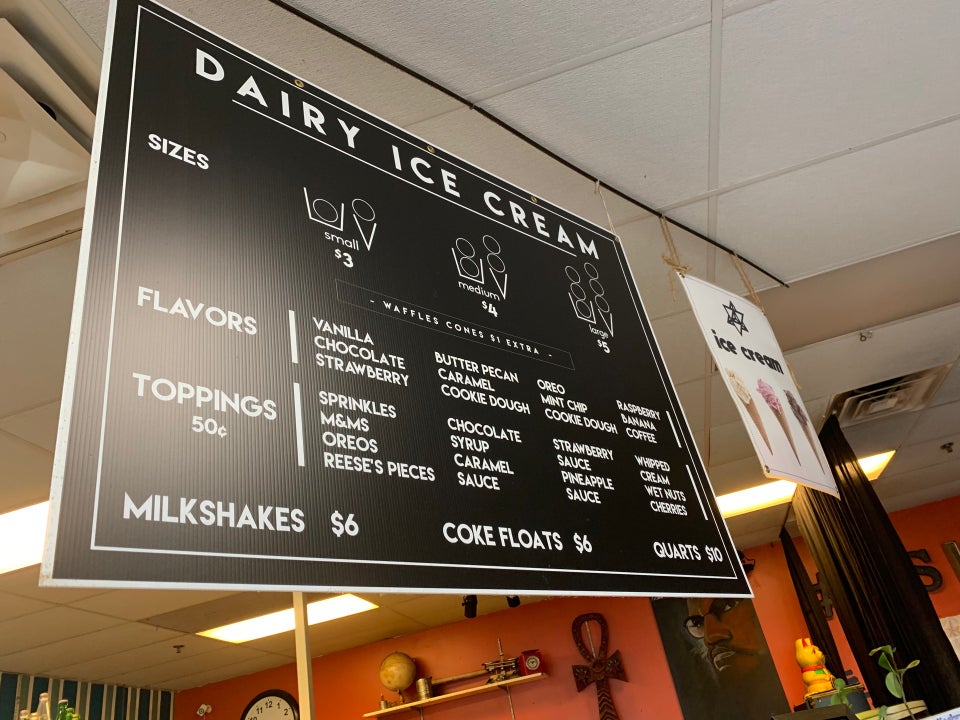 DAIRY ICE CREAM
SIZES
small
$3
medium
$4
large
$5
- WAFFLES CONES $1 EXTRA -
FLAVORS
VANILLA
CHOCOLATE
STRAWBERRY
BUTTER PECAN
CARAMEL
COOKIE DOUGH
OREO
MINT CHIP
COOKIE DOUGH
RASPBERRY
BANANA
COFFEE
TOPPINGS
50¢
SPRINKLES
M&MS
OREOS
REESE'S PIECES
CHOCOLATE
SYRUP
CARAMEL
SAUCE
STRAWBERRY
SAUCE
PINEAPPLE
SAUCE
WHIPPED
CREAM
WET NUTS
CHERRIES
MILKSHAKES $6
COKE FLOATS $6
QUARTS $10
ice cream
11 12 1